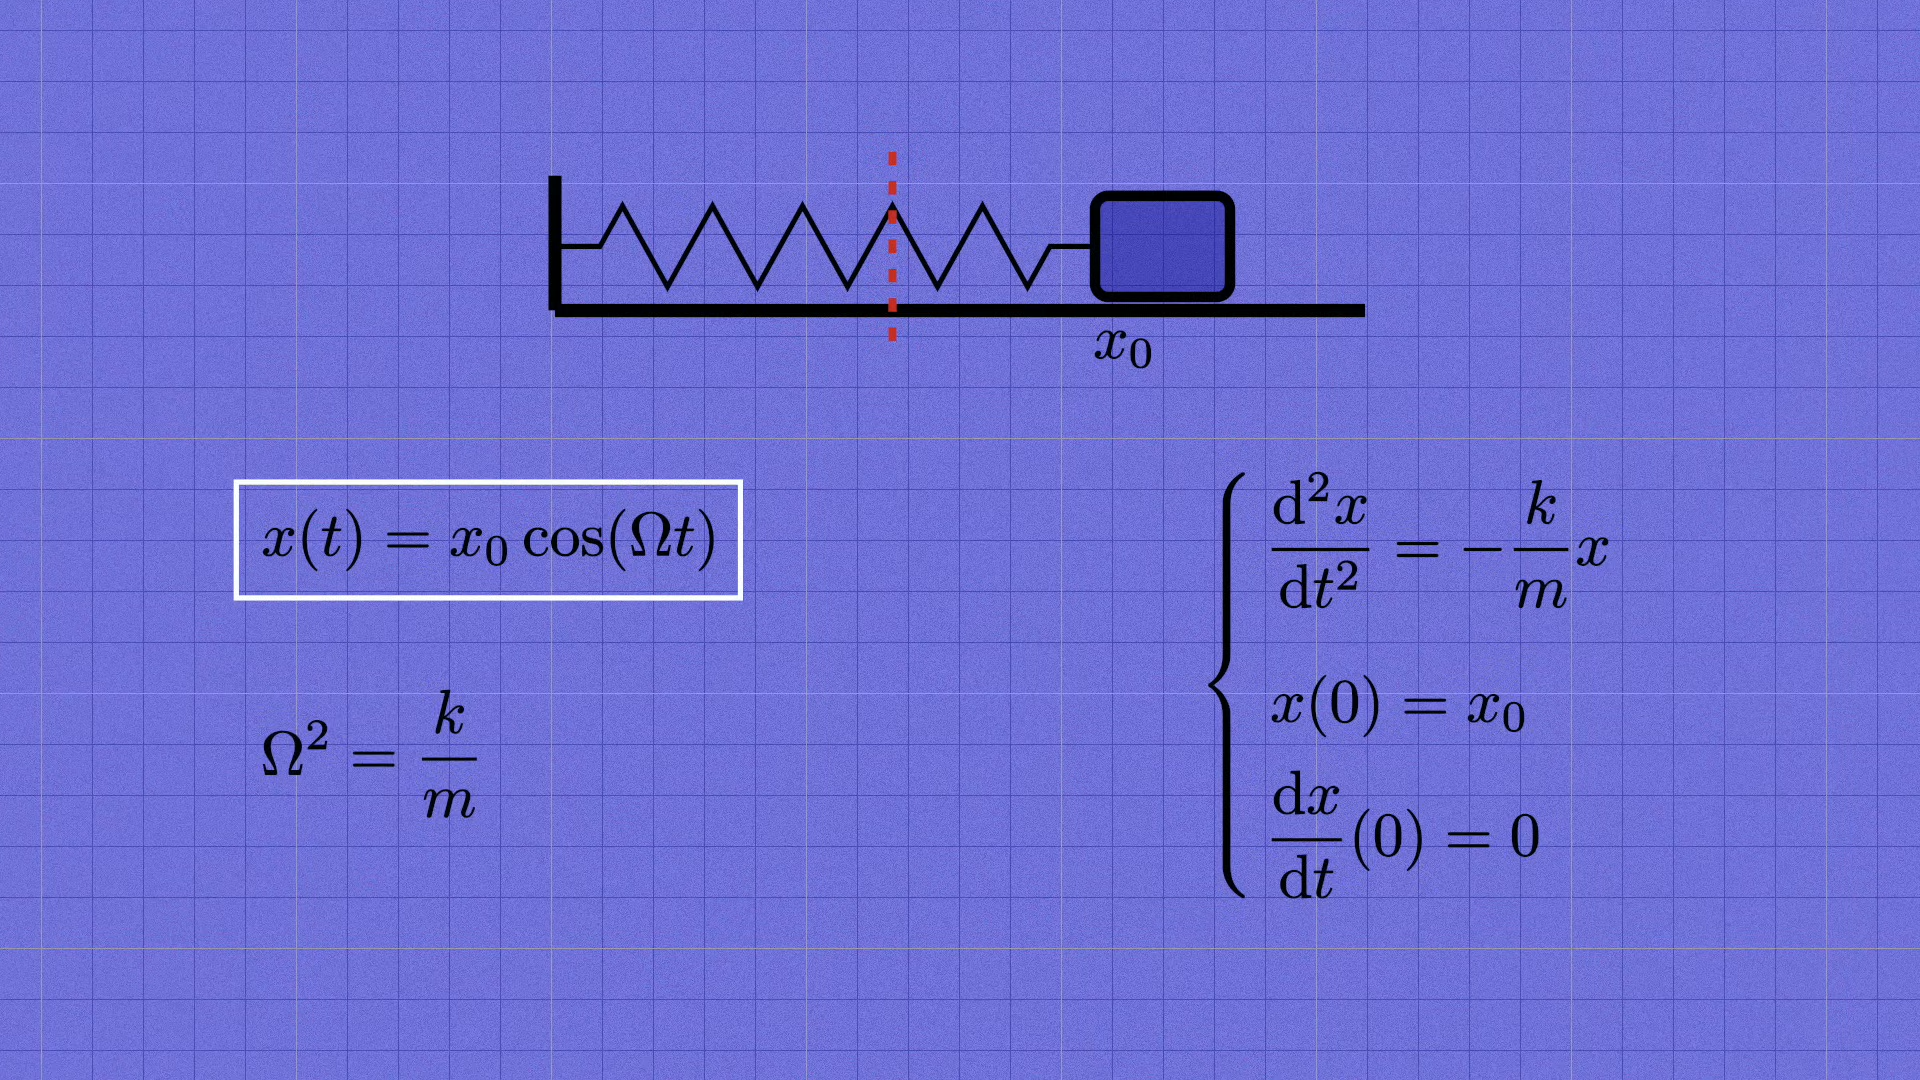 x₀
x(t) = x₀ cos(Ωt)
Ω² = k/m
d²x/dt² = −(k/m)x
x(0) = x₀
dx/dt(0) = 0